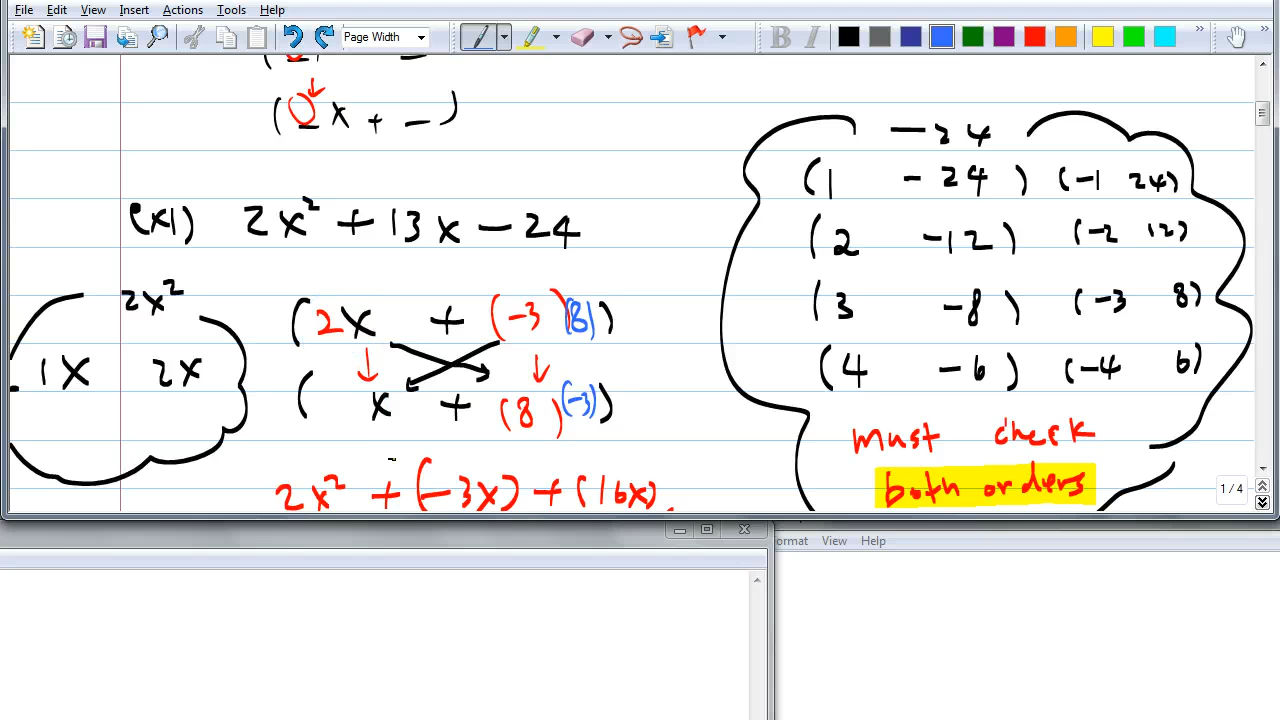 File Edit View Insert Actions Tools Help
Page Width
B I
(2x + _)
ex1) 2x² + 13x - 24
2x²
1x 2x
(2x + (-3)(8))
(x + (8)(-3))
2x² + (-3x) + (16x)
-24
(1 -24) (-1 24)
(2 -12) (-2 12)
(3 -8) (-3 8)
(4 -6) (-4 6)
must check
both orders
1 / 4
ormat View Help